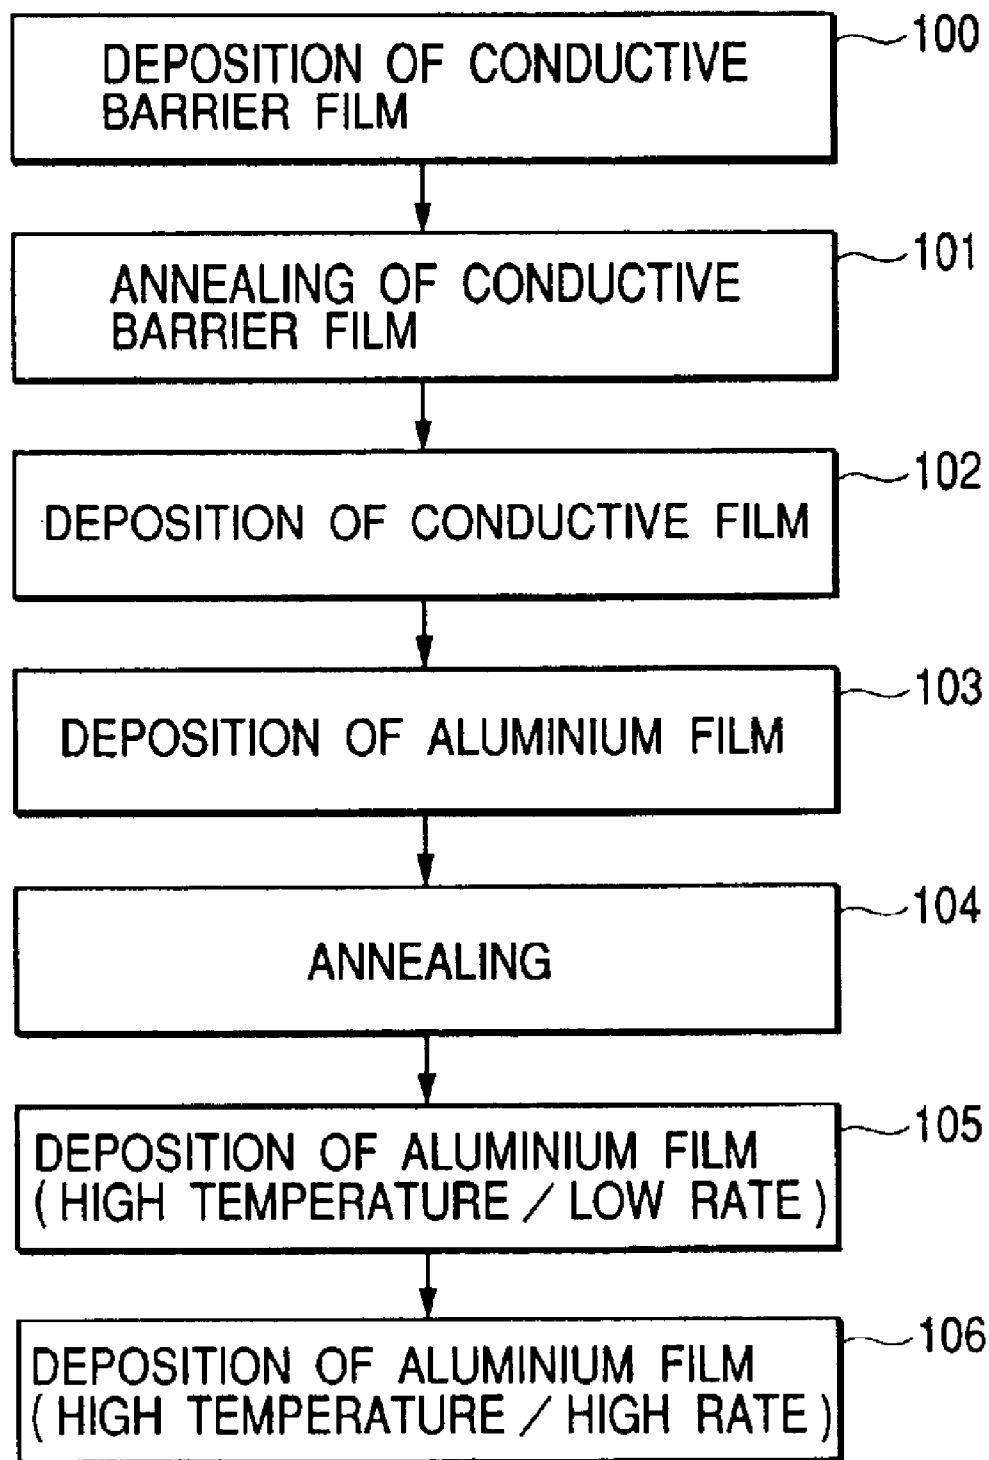 100
DEPOSITION OF CONDUCTIVE
BARRIER FILM
101
ANNEALING OF CONDUCTIVE
BARRIER FILM
102
DEPOSITION OF CONDUCTIVE FILM
103
DEPOSITION OF ALUMINIUM FILM
104
ANNEALING
105
DEPOSITION OF ALUMINIUM FILM
(HIGH TEMPERATURE / LOW RATE)
106
DEPOSITION OF ALUMINIUM FILM
(HIGH TEMPERATURE / HIGH RATE)